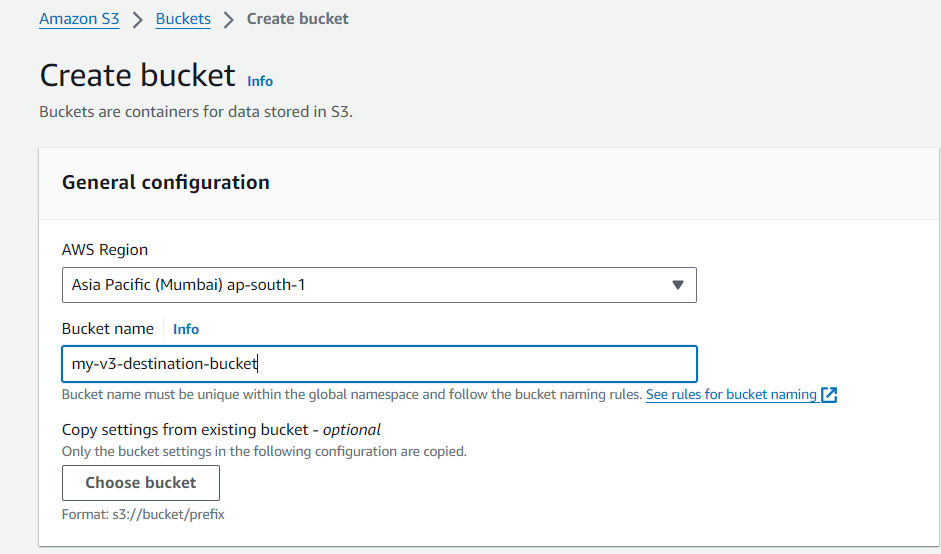 Amazon S3 > Buckets > Create bucket
Create bucket Info
Buckets are containers for data stored in S3.
General configuration
AWS Region
Asia Pacific (Mumbai) ap-south-1
Bucket name Info
my-v3-destination-bucket
Bucket name must be unique within the global namespace and follow the bucket naming rules. See rules for bucket naming
Copy settings from existing bucket - optional
Only the bucket settings in the following configuration are copied.
Choose bucket
Format: s3://bucket/prefix